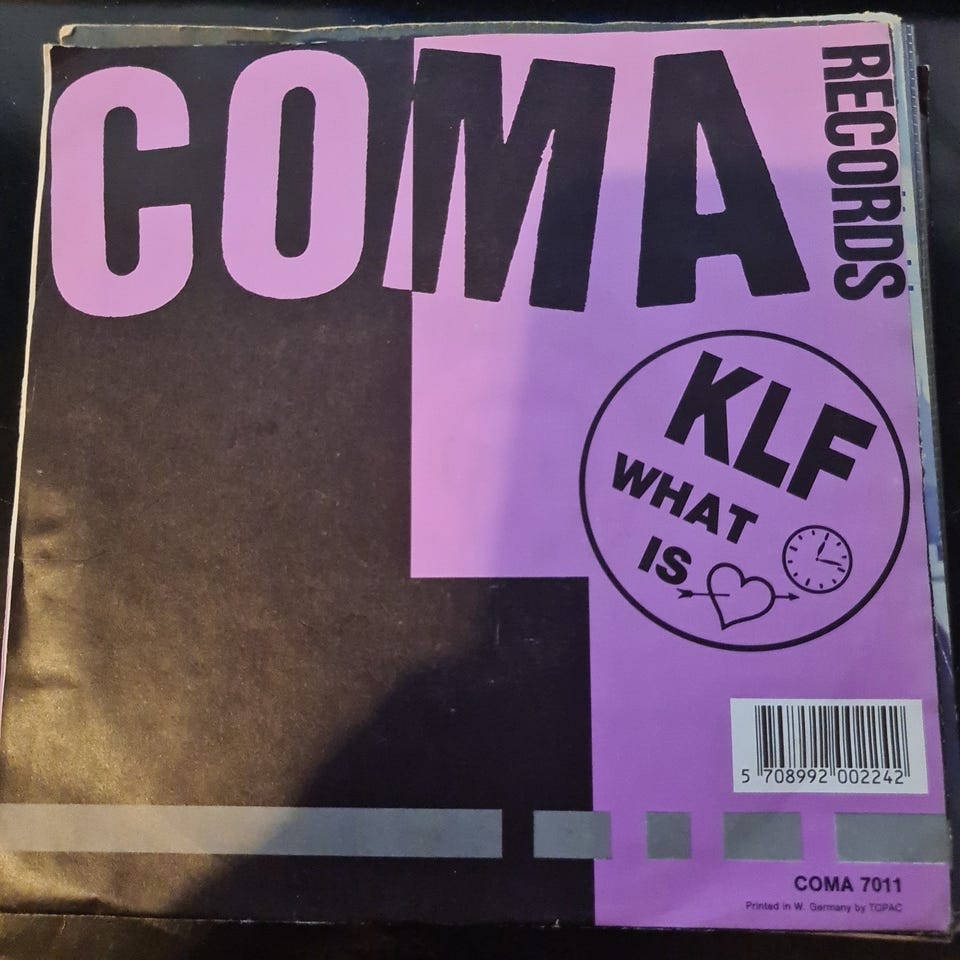 COMA
RECORDS
KLF
WHAT
IS
5 708992 002242
COMA 7011
Printed in W. Germany by TOPAC